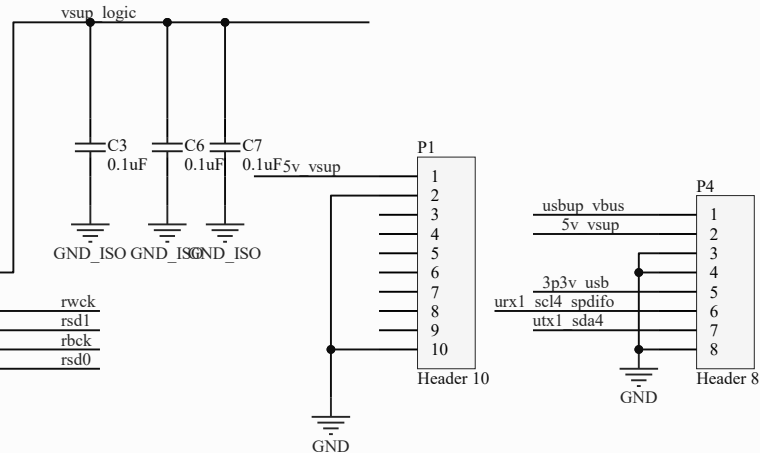 vsup_logic
C3
0.1uF
C6
0.1uF
C7
0.1uF
GND_ISO
GND_ISO
GND_ISO
rwck
rsd1
rbck
rsd0
5v_vsup
P1
1
2
3
4
5
6
7
8
9
10
Header 10
GND
usbup_vbus
5v_vsup
3p3v_usb
urx1_scl4_spdifo
utx1_sda4
P4
1
2
3
4
5
6
7
8
Header 8
GND